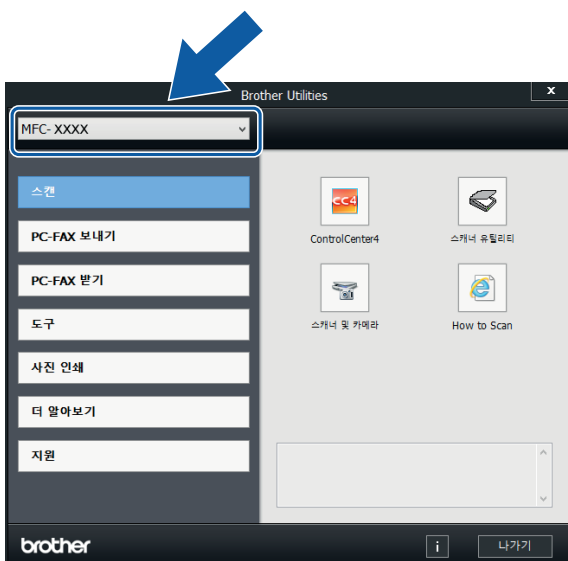 Brother Utilities
x
MFC- XXXX
스캔
PC-FAX 보내기
PC-FAX 받기
도구
사진 인쇄
더 알아보기
지원
CC4
ControlCenter4
스캐너 유틸리티
스캐너 및 카메라
How to Scan
brother
i
나가기